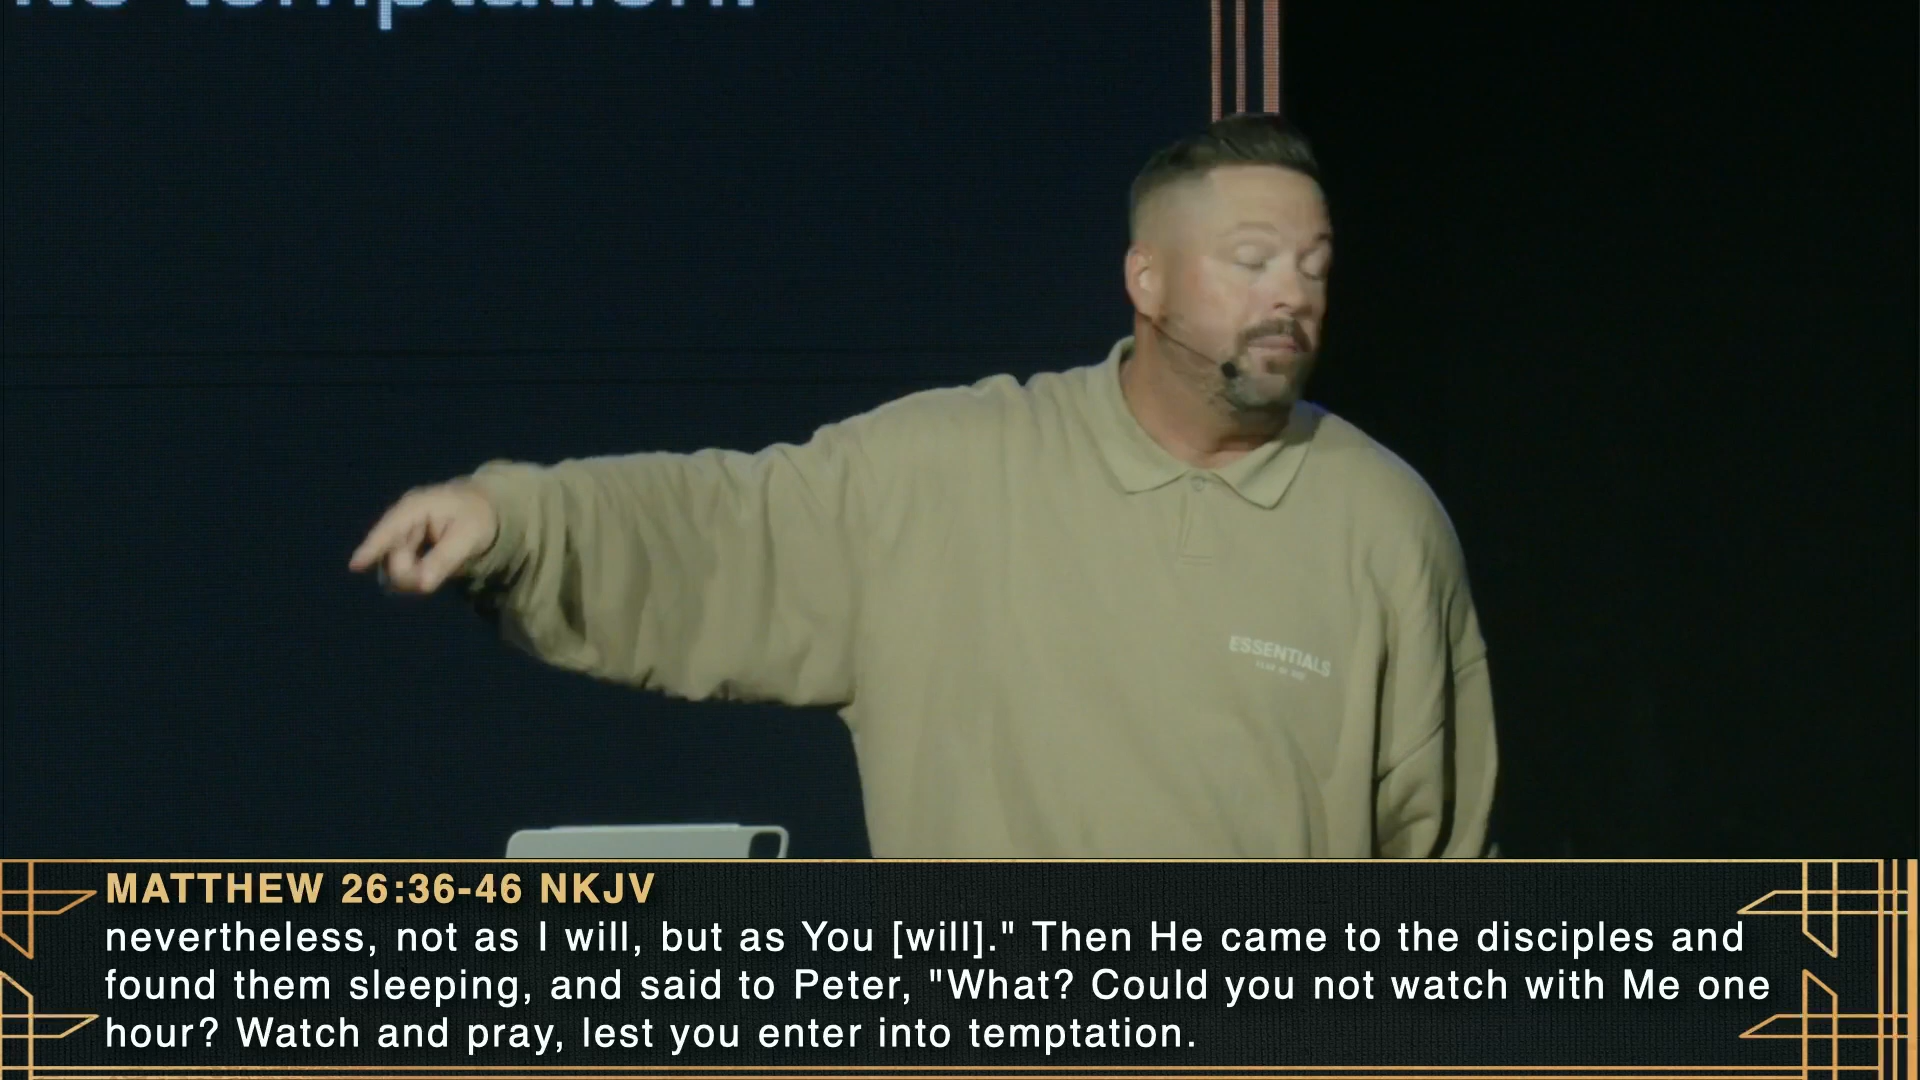 temptation.
ESSENTIALS
MATTHEW 26:36-46 NKJV
nevertheless, not as I will, but as You [will]." Then He came to the disciples and
found them sleeping, and said to Peter, "What? Could you not watch with Me one
hour? Watch and pray, lest you enter into temptation.